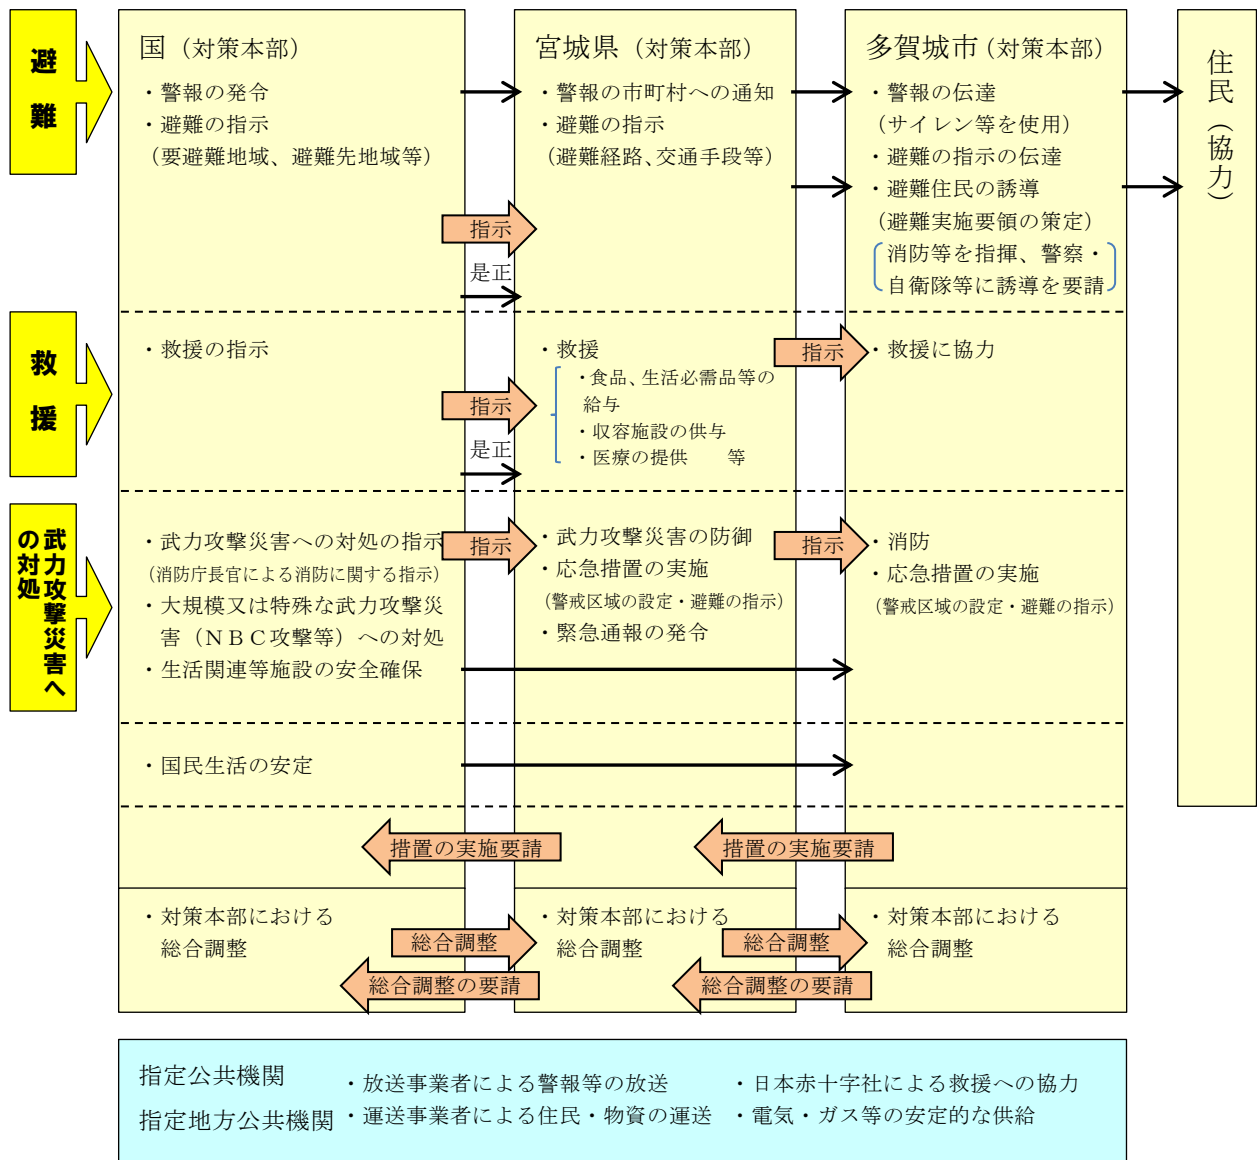 避
難
国（対策本部）
・警報の発令
・避難の指示
（要避難地域、避難先地域等）
指示
是正
宮城県（対策本部）
・警報の市町村への通知
・避難の指示
（避難経路、交通手段等）
多賀城市（対策本部）
・警報の伝達
（サイレン等を使用）
・避難の指示の伝達
・避難住民の誘導
（避難実施要領の策定）
消防等を指揮、警察・
自衛隊等に誘導を要請
住民（協力）
救
援
・救援の指示
指示
是正
・救援
・食品、生活必需品等の
給与
・収容施設の供与
・医療の提供　　等
指示
・救援に協力
武力攻撃災害へ
の対処
・武力攻撃災害への対処の指示
（消防庁長官による消防に関する指示）
・大規模又は特殊な武力攻撃災
害（ＮＢＣ攻撃等）への対処
・生活関連等施設の安全確保
指示
・武力攻撃災害の防御
・応急措置の実施
（警戒区域の設定・避難の指示）
・緊急通報の発令
指示
・消防
・応急措置の実施
（警戒区域の設定・避難の指示）
・国民生活の安定
措置の実施要請
措置の実施要請
・対策本部における
総合調整
総合調整
総合調整の要請
・対策本部における
総合調整
総合調整
総合調整の要請
・対策本部における
総合調整
指定公共機関
指定地方公共機関
・放送事業者による警報等の放送
・運送事業者による住民・物資の運送
・日本赤十字社による救援への協力
・電気・ガス等の安定的な供給